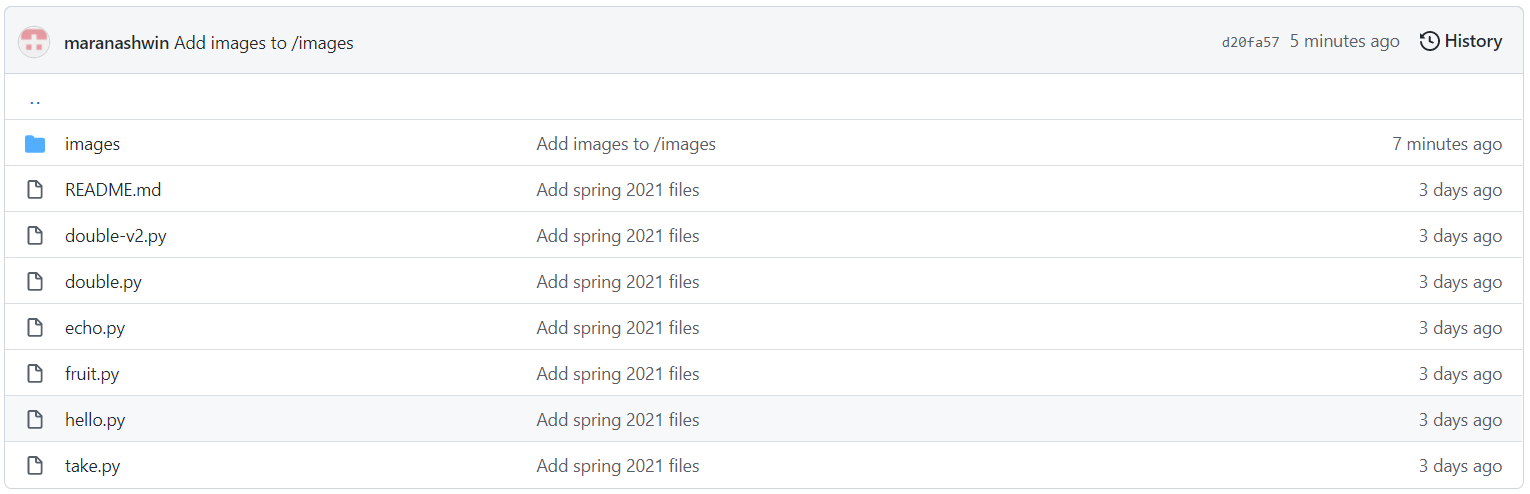 maranashwin Add images to /images d20fa57 5 minutes ago History
..
images Add images to /images 7 minutes ago
README.md Add spring 2021 files 3 days ago
double-v2.py Add spring 2021 files 3 days ago
double.py Add spring 2021 files 3 days ago
echo.py Add spring 2021 files 3 days ago
fruit.py Add spring 2021 files 3 days ago
hello.py Add spring 2021 files 3 days ago
take.py Add spring 2021 files 3 days ago